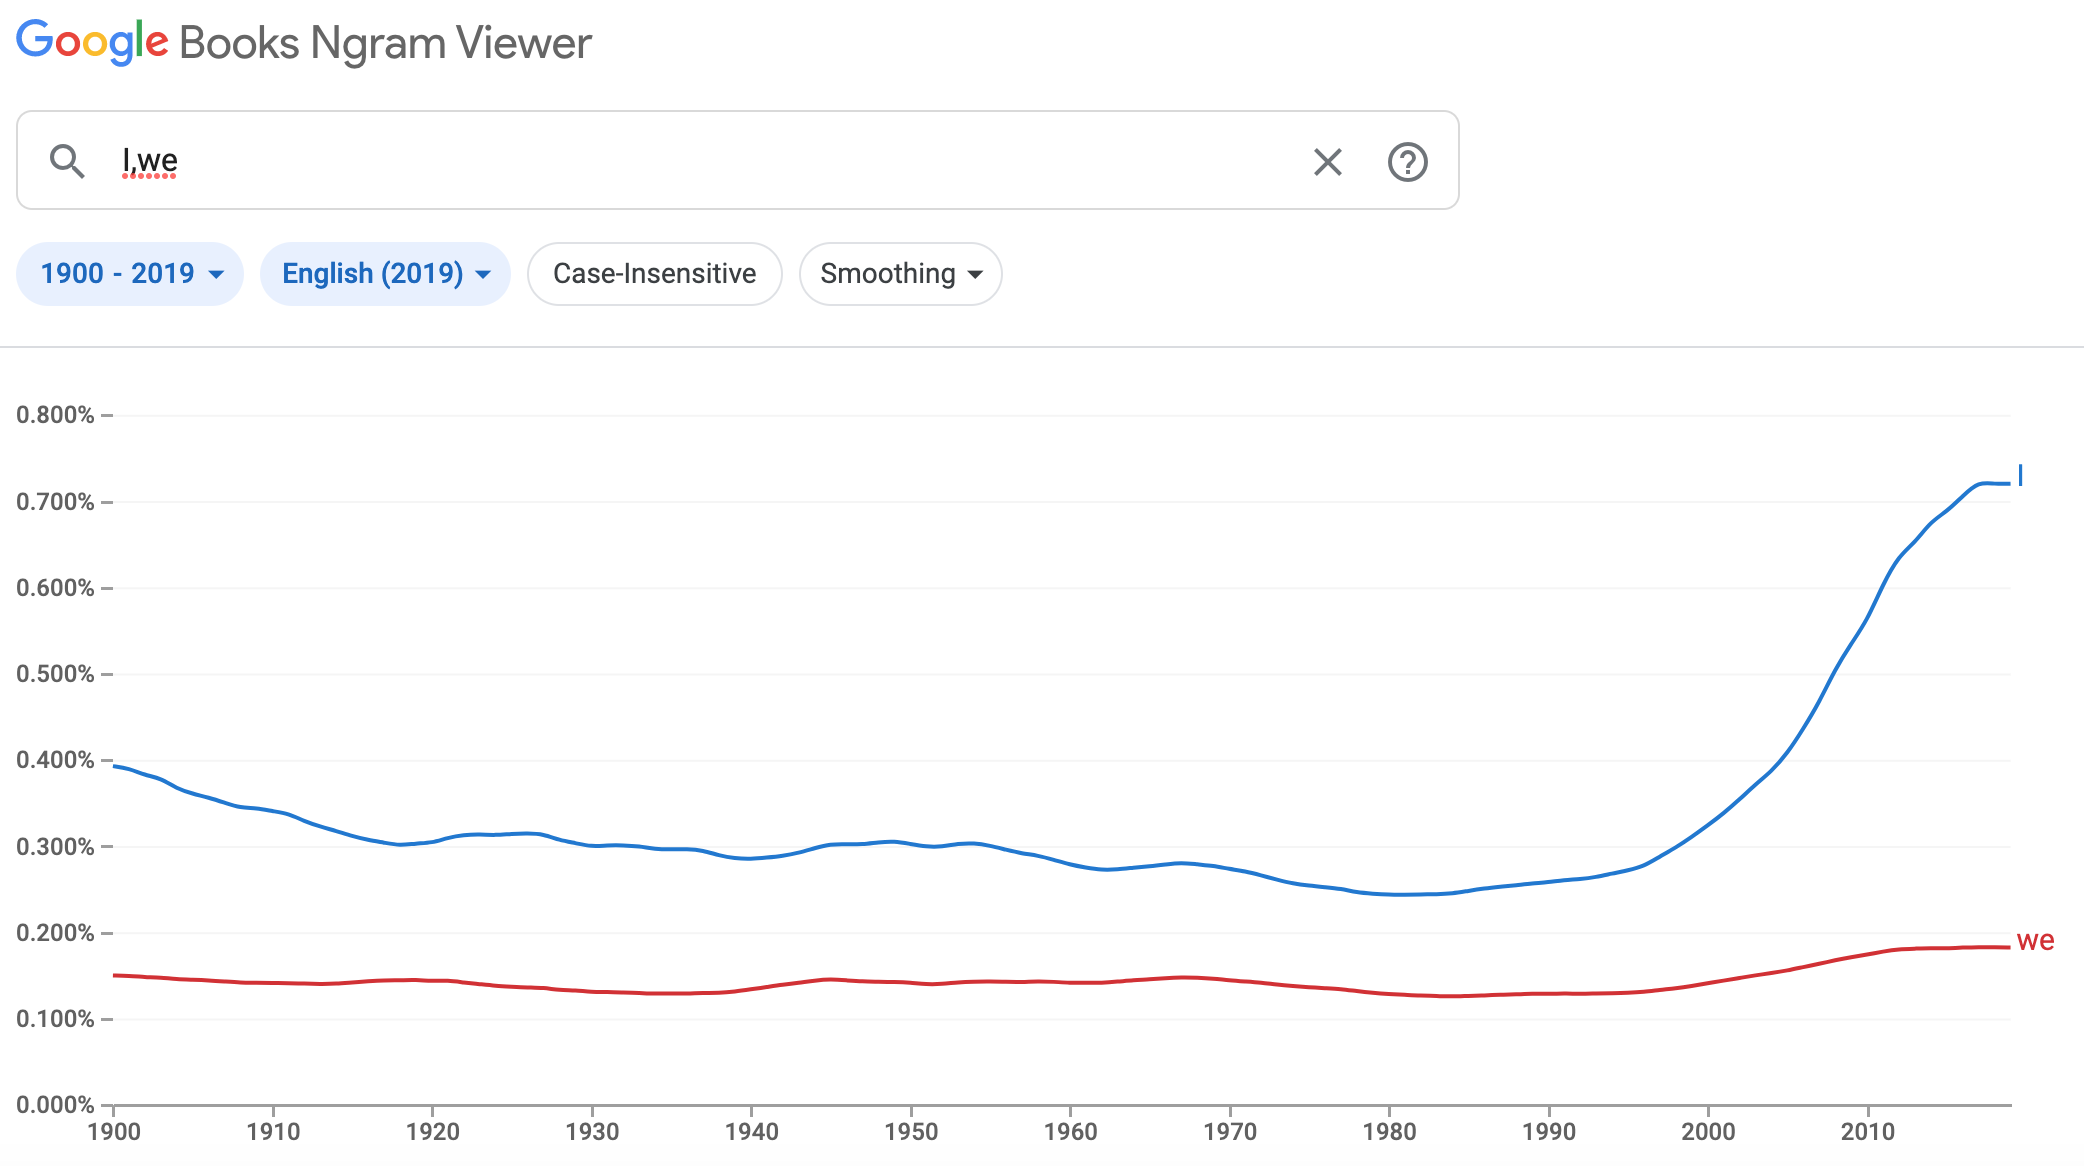 Google Books Ngram Viewer
I,we
1900 - 2019
English (2019)
Case-Insensitive
Smoothing
0.800%
0.700%
0.600%
0.500%
0.400%
0.300%
0.200%
0.100%
0.000%
I
we
1900 1910 1920 1930 1940 1950 1960 1970 1980 1990 2000 2010